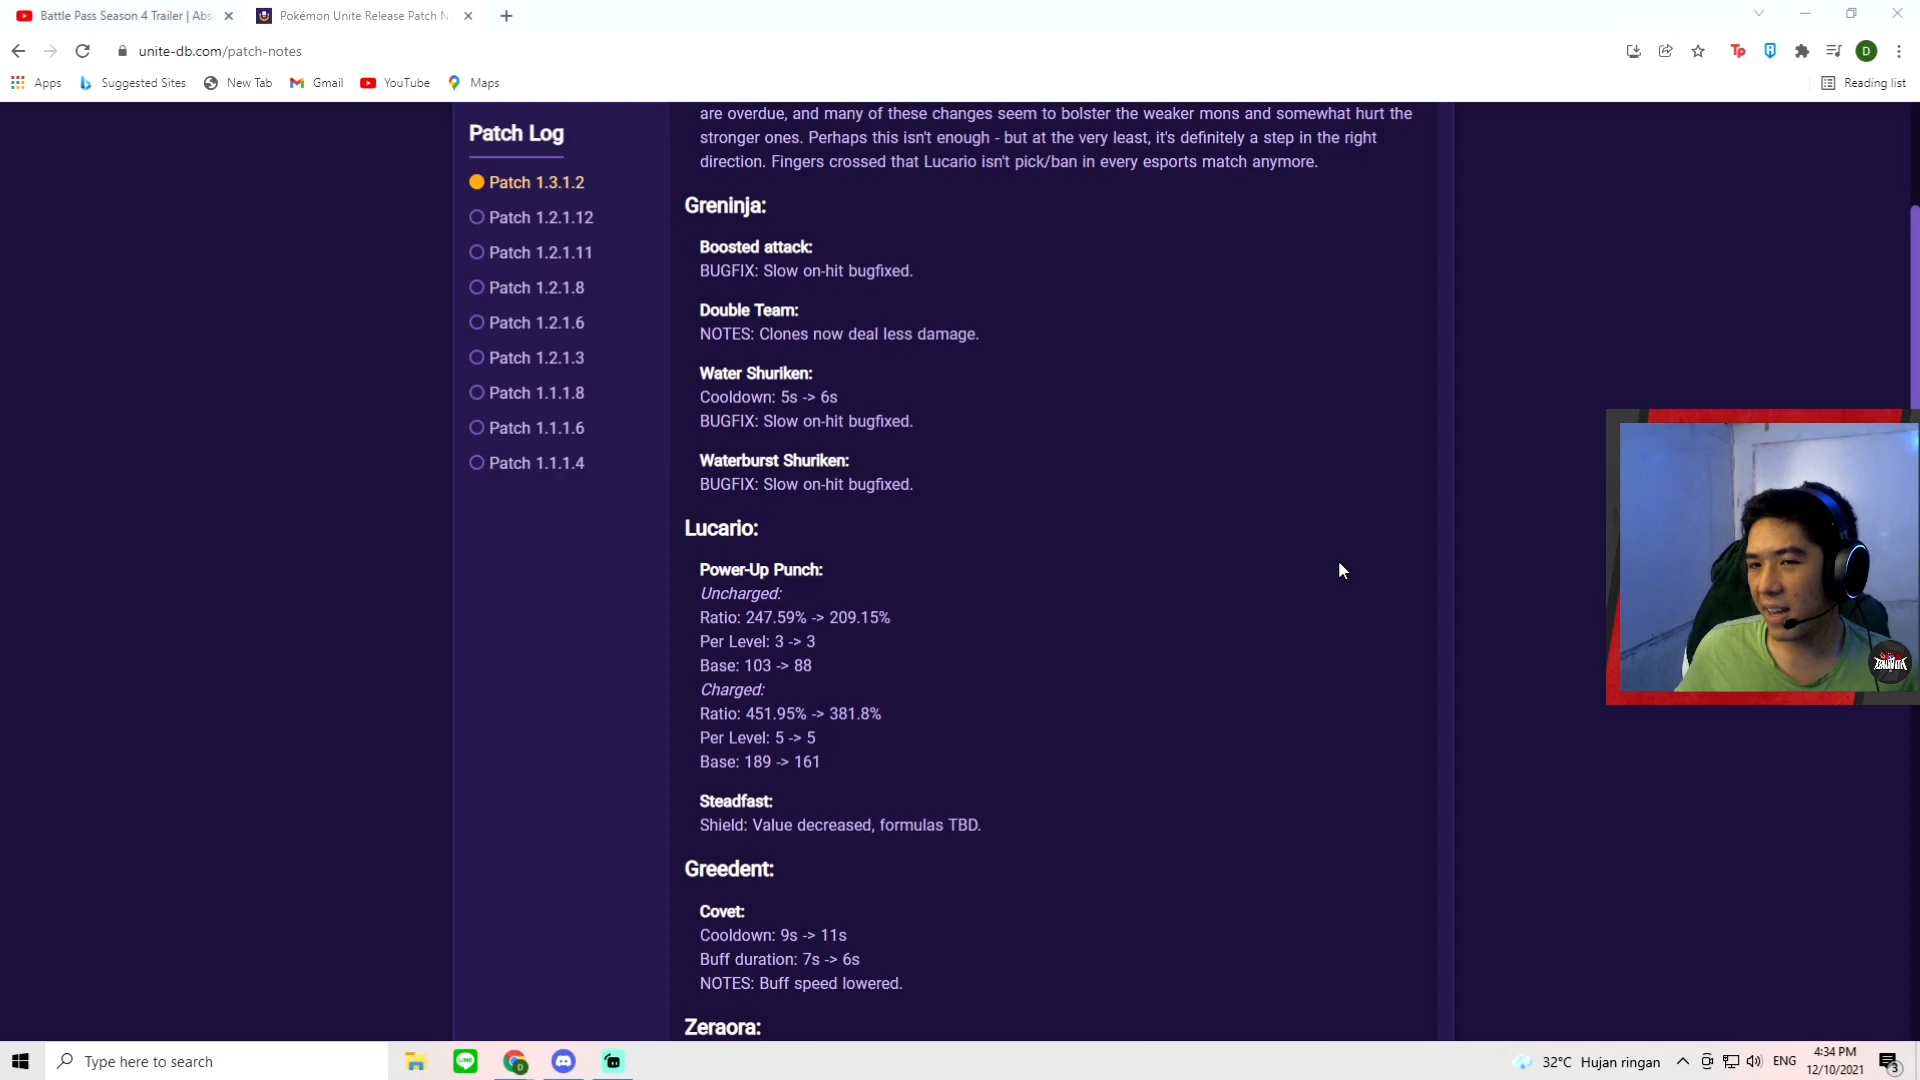 Battle Pass Season 4 Trailer | Abs
Pokémon Unite Release Patch N
unite-db.com/patch-notes
Tp
D
Apps
Suggested Sites
New Tab
Gmail
YouTube
Maps
Reading list
Patch Log
Patch 1.3.1.2
Patch 1.2.1.12
Patch 1.2.1.11
Patch 1.2.1.8
Patch 1.2.1.6
Patch 1.2.1.3
Patch 1.1.1.8
Patch 1.1.1.6
Patch 1.1.1.4
are overdue, and many of these changes seem to bolster the weaker mons and somewhat hurt the
stronger ones. Perhaps this isn't enough - but at the very least, it's definitely a step in the right
direction. Fingers crossed that Lucario isn't pick/ban in every esports match anymore.
Greninja:
Boosted attack:
BUGFIX: Slow on-hit bugfixed.
Double Team:
NOTES: Clones now deal less damage.
Water Shuriken:
Cooldown: 5s -> 6s
BUGFIX: Slow on-hit bugfixed.
Waterburst Shuriken:
BUGFIX: Slow on-hit bugfixed.
Lucario:
Power-Up Punch:
Uncharged:
Ratio: 247.59% -> 209.15%
Per Level: 3 -> 3
Base: 103 -> 88
Charged:
Ratio: 451.95% -> 381.8%
Per Level: 5 -> 5
Base: 189 -> 161
Steadfast:
Shield: Value decreased, formulas TBD.
Greedent:
Covet:
Cooldown: 9s -> 11s
Buff duration: 7s -> 6s
NOTES: Buff speed lowered.
Zeraora:
Type here to search
LINE
D
32°C Hujan ringan
ENG
4:34 PM
12/10/2021
3